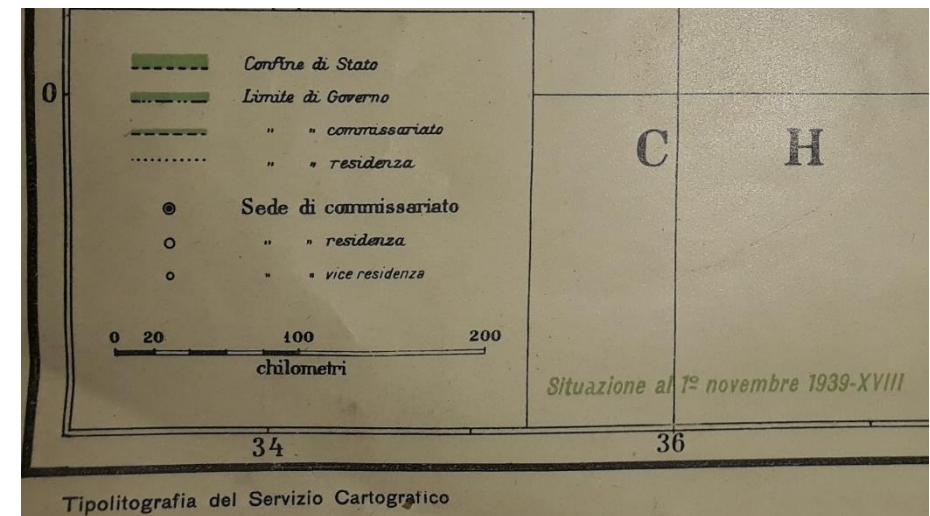 Confine di Stato
0
Limite di Governo
" " commissariato
" " residenza
C H
Sede di commissariato
" " residenza
" " vice residenza
0 20 100 200
chilometri
Situazione al 1º novembre 1939-XVIII
34 36
Tipolitografia del Servizio Cartografico